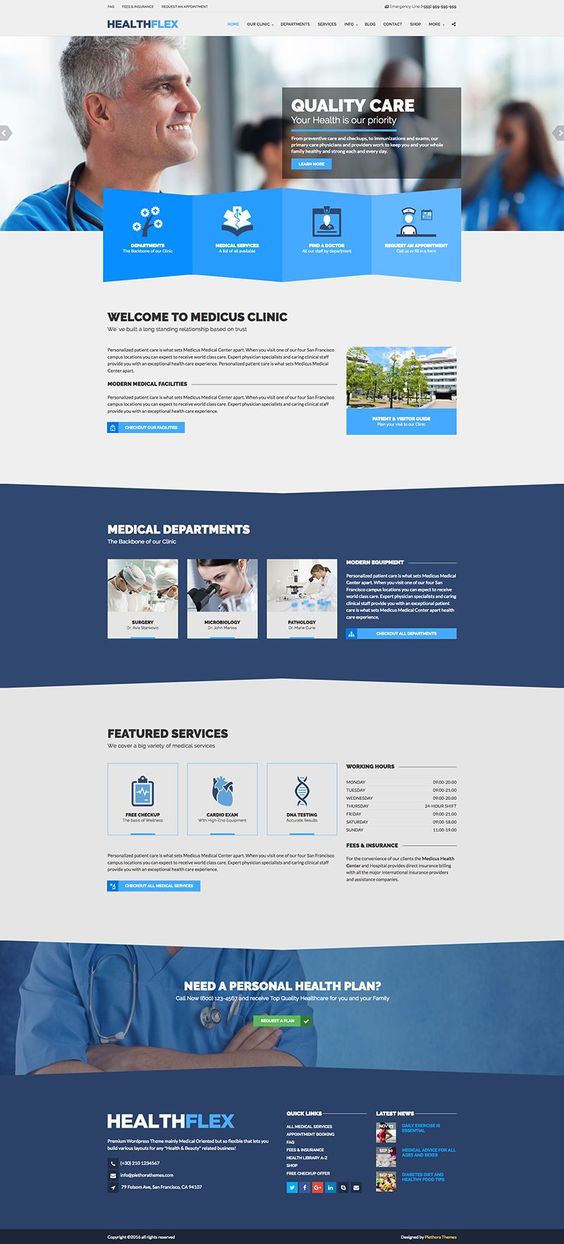 FAQ FEES & INSURANCE REQUEST AN APPOINTMENT
Emergency Line (+555) 959-595-959
HEALTHFLEX
HOME OUR CLINIC DEPARTMENTS SERVICES INFO BLOG CONTACT SHOP MORE
QUALITY CARE
Your Health is our priority
From preventive care and checkups, to immunizations and exams, our
primary care physicians and providers work to keep you and your whole
family healthy and strong each and every day.
LEARN MORE
DEPARTMENTS
The Backbone of our Clinic
MEDICAL SERVICES
A list of all available
FIND A DOCTOR
All our staff by department
REQUEST AN APPOINTMENT
Call us or fill in a form
WELCOME TO MEDICUS CLINIC
We' ve built a long standing relationship based on trust
Personalized patient care is what sets Medicus Medical Center apart. When you visit one of our four San Francisco
campus locations you can expect to receive world class care. Expert physician specialists and caring clinical staff
provide you with an exceptional health care experience. Personalized patient care is what sets Medicus Medical
Center apart.
MODERN MEDICAL FACILITIES
Personalized patient care is what sets Medicus Medical Center apart. When you visit one of our four San Francisco
campus locations you can expect to receive world class care. Expert physician specialists and caring clinical staff
provide you with an exceptional health care experience.
CHECKOUT OUR FACILITIES
PATIENT & VISITOR GUIDE
Plan your visit to our Clinic
MEDICAL DEPARTMENTS
The Backbone of our Clinic
SURGERY
Dr. Avia Stankovio
MICROBIOLOGY
Dr. John Marova
PATHOLOGY
Dr. Marie Curie
MODERN EQUIPMENT
Personalized patient care is what sets Medicus Medical
Center apart. When you visit one of our four San
Francisco campus locations you can expect to receive
world class care. Expert physician specialists and caring
clinical staff provide you with an exceptional patient
care is what sets Medicus Medical Center apart health
care experience.
CHECKOUT ALL DEPARTMENTS
FEATURED SERVICES
We cover a big variety of medical services
FREE CHECKUP
The basis of Wellness
CARDIO EXAM
With High-End Equipment
DNA TESTING
Accurate Results
Personalized patient care is what sets Medicus Medical Center apart. When you visit one of our four San Francisco
campus locations you can expect to receive world class care. Expert physician specialists and caring clinical staff
provide you with an exceptional health care experience.
CHECKOUT ALL MEDICAL SERVICES
WORKING HOURS
MONDAY 09:00-20.00
TUESDAY 09:00-21.00
WEDNESDAY 09:00-20.00
THURSDAY 24-HOUR SHIFT
FRIDAY 09:00-21.00
SATURDAY 09:00-18.00
SUNDAY 11:00-19.00
FEES & INSURANCE
For the convenience of our clients the Medicus Health
Center and Hospital provides direct insurance billing
with all the major international insurance providers
and assistance companies.
NEED A PERSONAL HEALTH PLAN?
Call Now (600) 123-4567 and receive Top Quality Healthcare for you and your Family
REQUEST A PLAN
HEALTHFLEX
Premium Wordpress Theme mainly Medical Oriented but so flexible that lets you
build various layouts for any "Health & Beauty" related business!
(+30) 210 1234567
info@plethorathemes.com
79 Folsom Ave, San Francisco, CA 94107
QUICK LINKS
ALL MEDICAL SERVICES
APPOINTMENT BOOKING
FAQ
FEES & INSURANCE
HEALTH LIBRARY A-Z
SHOP
FREE CHECKUP OFFER
LATEST NEWS
DAILY EXERCISE IS
ESSENTIAL
SEP 30
MEDICAL ADVICE FOR ALL
AGES AND SEXES
DIABETES DIET AND
HEALTHY FOOD TIPS
Copyright ©2016 all rights reserved
Designed by Plethora Themes